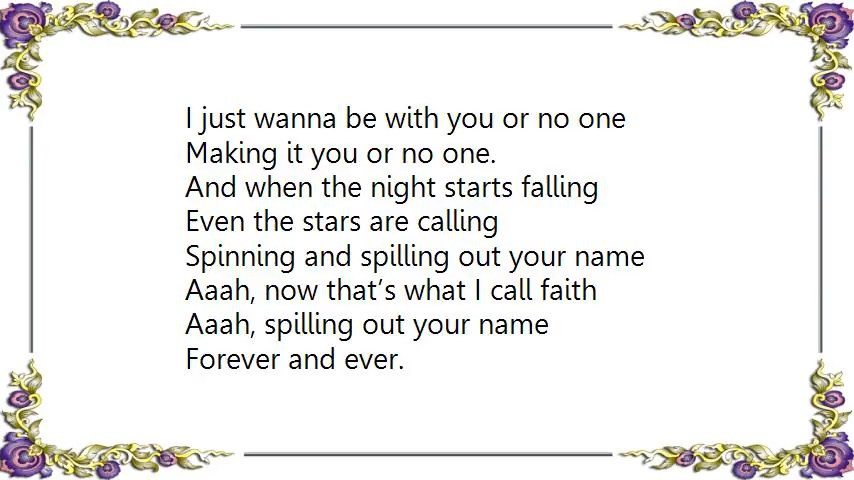 I just wanna be with you or no one
Making it you or no one.
And when the night starts falling
Even the stars are calling
Spinning and spilling out your name
Aaah, now that’s what I call faith
Aaah, spilling out your name
Forever and ever.